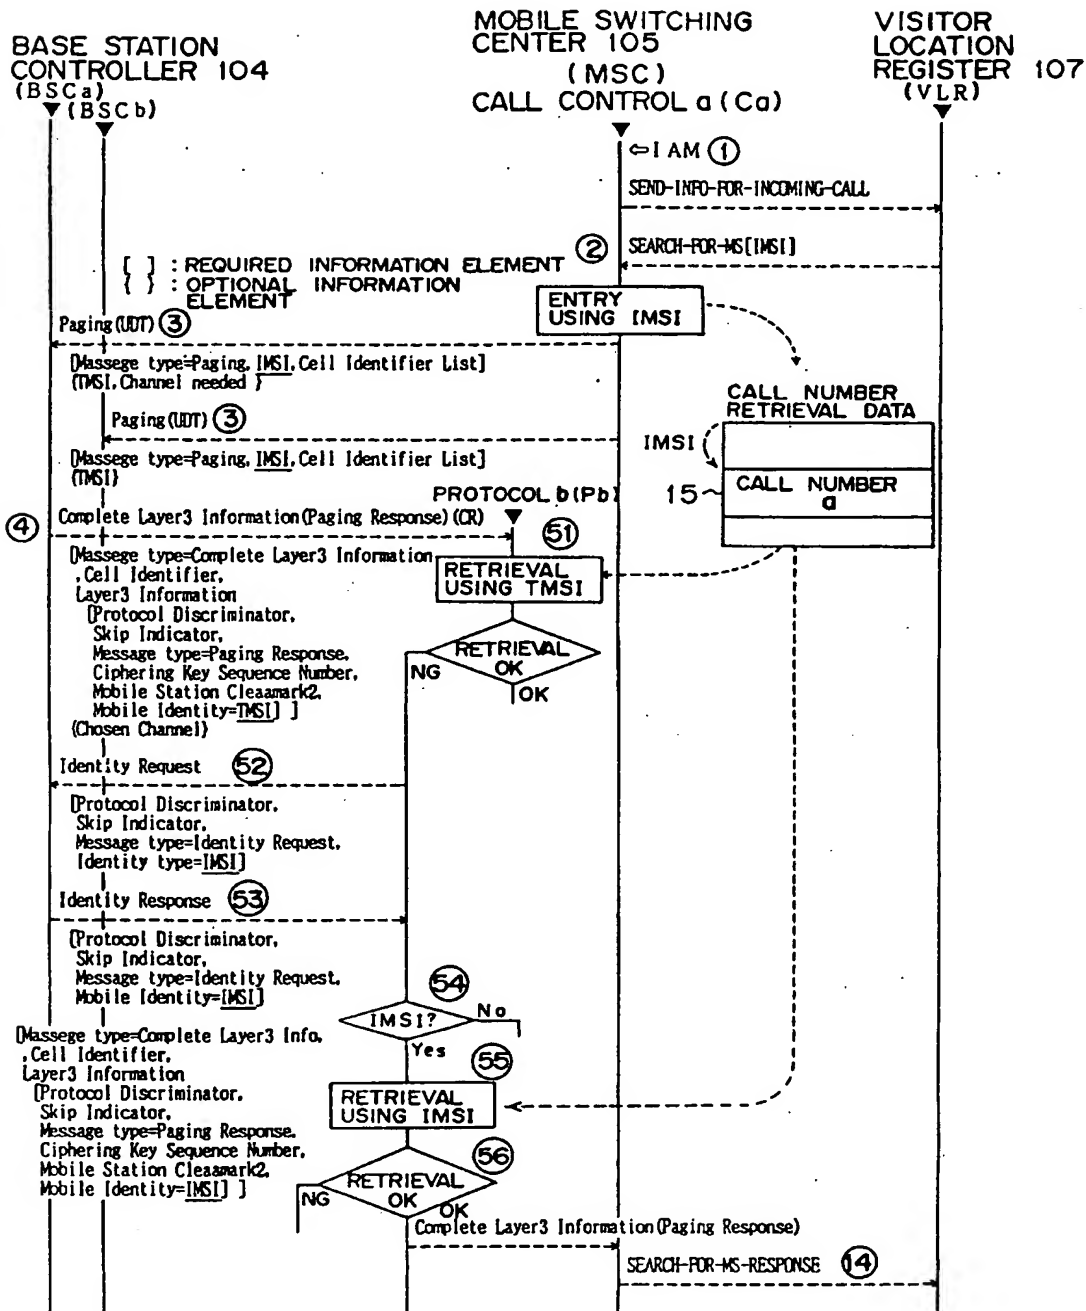 BASE STATION
CONTROLLER 104
(BSCa)
(BSCb)
MOBILE SWITCHING
CENTER 105
(MSC)
CALL CONTROL a (Ca)
VISITOR
LOCATION
REGISTER 107
(VLR)
⇦I AM ①
SEND-INFO-FOR-INCOMING-CALL
② SEARCH-FOR-MS[IMSI]
[ ] : REQUIRED INFORMATION ELEMENT
{ } : OPTIONAL INFORMATION
ELEMENT
ENTRY
USING IMSI
Paging(UDT) ③
[Massege type=Paging, IMSI, Cell Identifier List]
{TMSI, Channel needed }
CALL NUMBER
RETRIEVAL DATA
Paging(UDT) ③
IMSI
[Massege type=Paging, IMSI, Cell Identifier List]
{TMSI}
15
CALL NUMBER
a
PROTOCOL b(Pb)
④ Complete Layer3 Information(Paging Response)(CR)
51
[Massege type=Complete Layer3 Information
,Cell Identifier,
Layer3 Information
[Protocol Discriminator,
Skip Indicator,
Message type=Paging Response,
Ciphering Key Sequence Number,
Mobile Station Cleaamark2,
Mobile Identity=TMSI] ]
{Chosen Channel}
RETRIEVAL
USING TMSI
RETRIEVAL
OK
NG
OK
Identity Request 52
[Protocol Discriminator,
Skip Indicator,
Message type=Identity Request,
Identity type=IMSI]
Identity Response 53
[Protocol Discriminator,
Skip Indicator,
Message type=Identity Request,
Mobile Identity=IMSI]
54
IMSI?
No
Yes
[Massege type=Complete Layer3 Info,
,Cell Identifier,
Layer3 Information
[Protocol Discriminator,
Skip Indicator,
Message type=Paging Response,
Ciphering Key Sequence Number,
Mobile Station Cleaamark2,
Mobile Identity=IMSI] ]
55
RETRIEVAL
USING IMSI
56
RETRIEVAL
OK
NG
OK
Complete Layer3 Information(Paging Response)
SEARCH-FOR-MS-RESPONSE 14